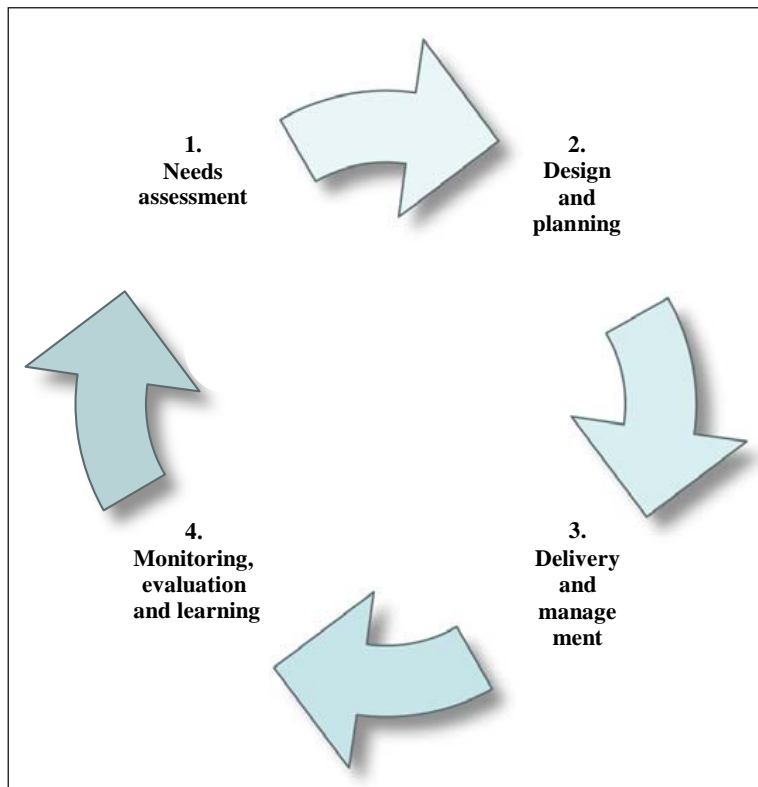 1.
Needs
assessment
2.
Design
and
planning
3.
Delivery
and
manage
ment
4.
Monitoring,
evaluation
and learning